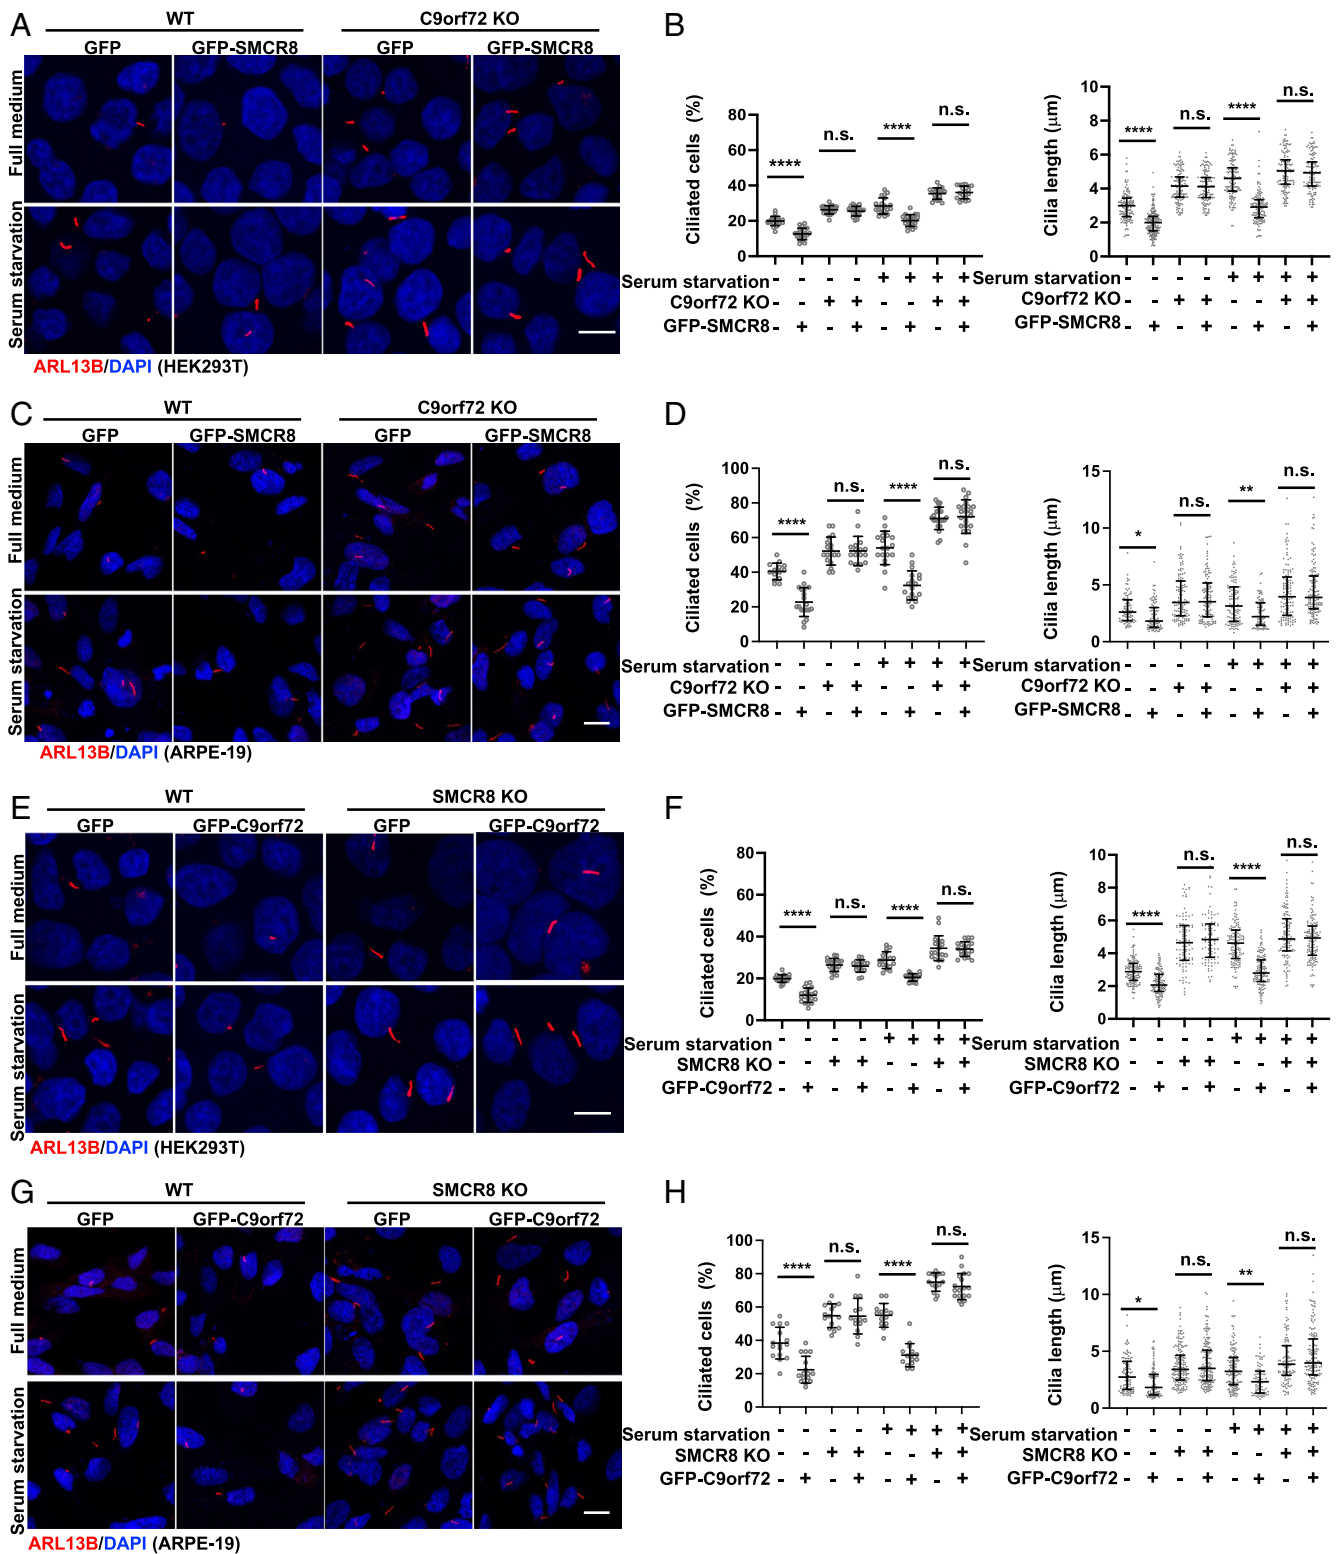 A
WT
C9orf72 KO
GFP
GFP-SMCR8
GFP
GFP-SMCR8
Full medium
Serum starvation
ARL13B/DAPI (HEK293T)
B
Ciliated cells (%)
80
60
40
20
0
****
n.s.
****
n.s.
Serum starvation - - - - + + + +
C9orf72 KO - - + + - - + +
GFP-SMCR8 - + - + - + - +
Cilia length (μm)
10
8
6
4
2
0
****
n.s.
****
n.s.
Serum starvation - - - - + + + +
C9orf72 KO - - + + - - + +
GFP-SMCR8 - + - + - + - +
C
WT
C9orf72 KO
GFP
GFP-SMCR8
GFP
GFP-SMCR8
Full medium
Serum starvation
ARL13B/DAPI (ARPE-19)
D
Ciliated cells (%)
100
80
60
40
20
0
****
n.s.
****
n.s.
Serum starvation - - - - + + + +
C9orf72 KO - - + + - - + +
GFP-SMCR8 - + - + - + - +
Cilia length (μm)
15
10
5
0
*
n.s.
**
n.s.
Serum starvation - - - - + + + +
C9orf72 KO - - + + - - + +
GFP-SMCR8 - + - + - + - +
E
WT
SMCR8 KO
GFP
GFP-C9orf72
GFP
GFP-C9orf72
Full medium
Serum starvation
ARL13B/DAPI (HEK293T)
F
Ciliated cells (%)
80
60
40
20
0
****
n.s.
****
n.s.
Serum starvation - - - - + + + +
SMCR8 KO - - + + - - + +
GFP-C9orf72 - + - + - + - +
Cilia length (μm)
10
8
6
4
2
0
****
n.s.
****
n.s.
Serum starvation - - - - + + + +
SMCR8 KO - - + + - - + +
GFP-C9orf72 - + - + - + - +
G
WT
SMCR8 KO
GFP
GFP-C9orf72
GFP
GFP-C9orf72
Full medium
Serum starvation
ARL13B/DAPI (ARPE-19)
H
Ciliated cells (%)
100
80
60
40
20
0
****
n.s.
****
n.s.
Serum starvation - - - - + + + +
SMCR8 KO - - + + - - + +
GFP-C9orf72 - + - + - + - +
Cilia length (μm)
15
10
5
0
*
n.s.
**
n.s.
Serum starvation - - - - + + + +
SMCR8 KO - - + + - - + +
GFP-C9orf72 - + - + - + - +